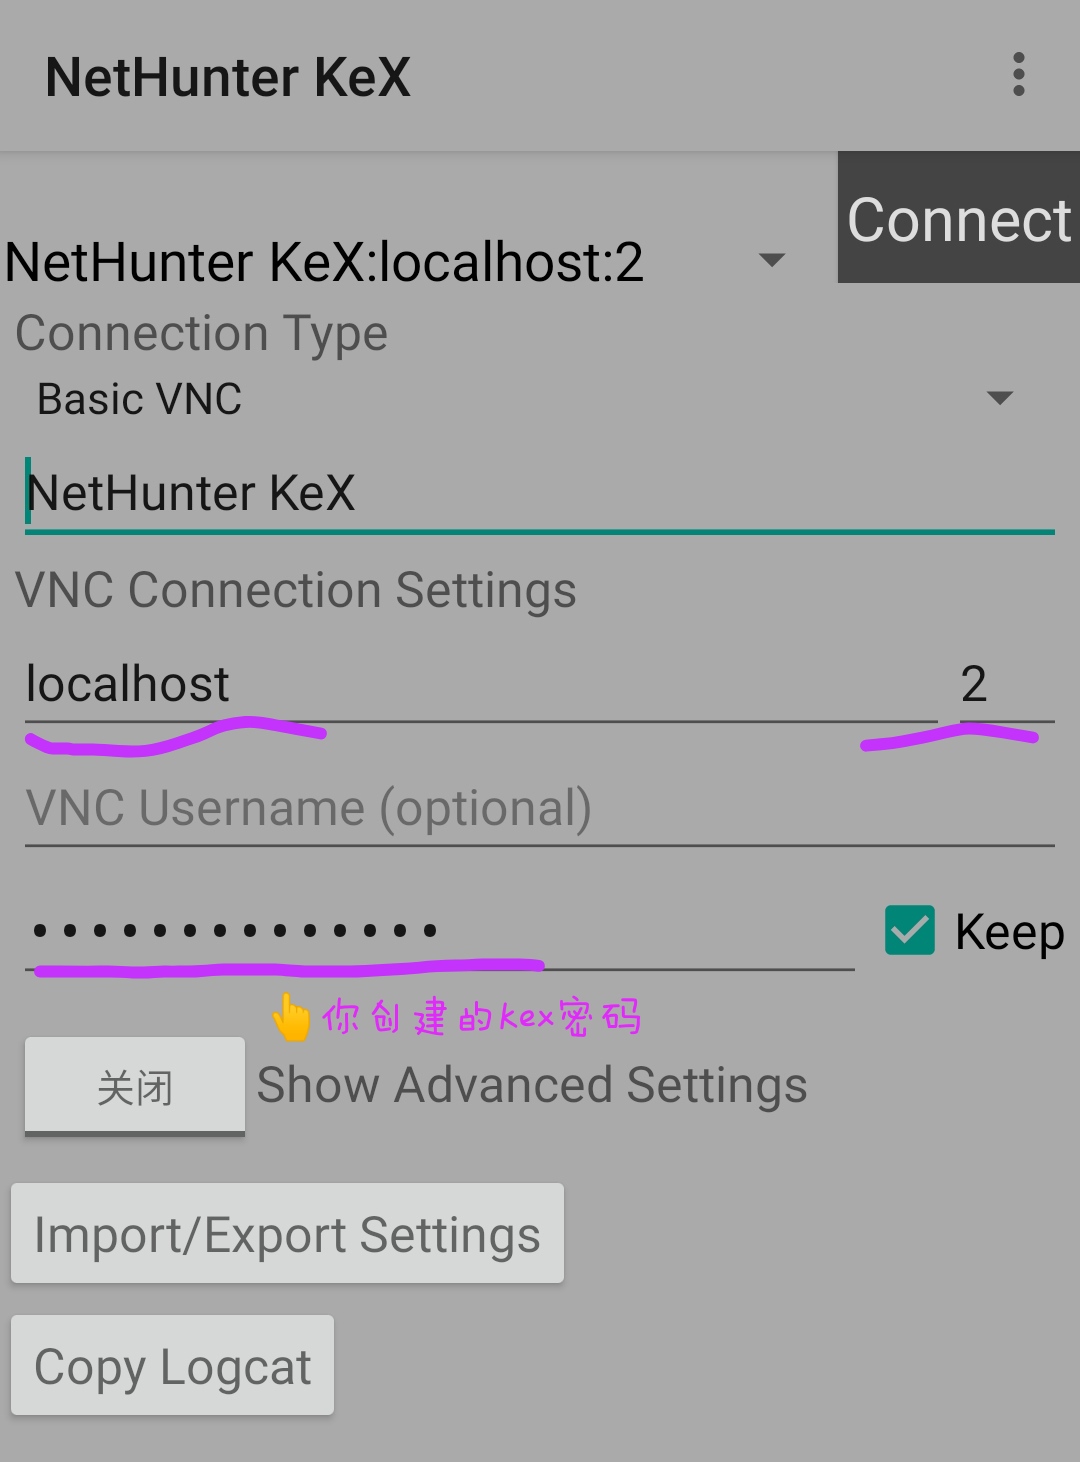 NetHunter KeX
Connect
NetHunter KeX:localhost:2
Connection Type
Basic VNC
NetHunter KeX
VNC Connection Settings
localhost 2
VNC Username (optional)
•••••••••••••• Keep
👆你创建的kex密码
关闭 Show Advanced Settings
Import/Export Settings
Copy Logcat